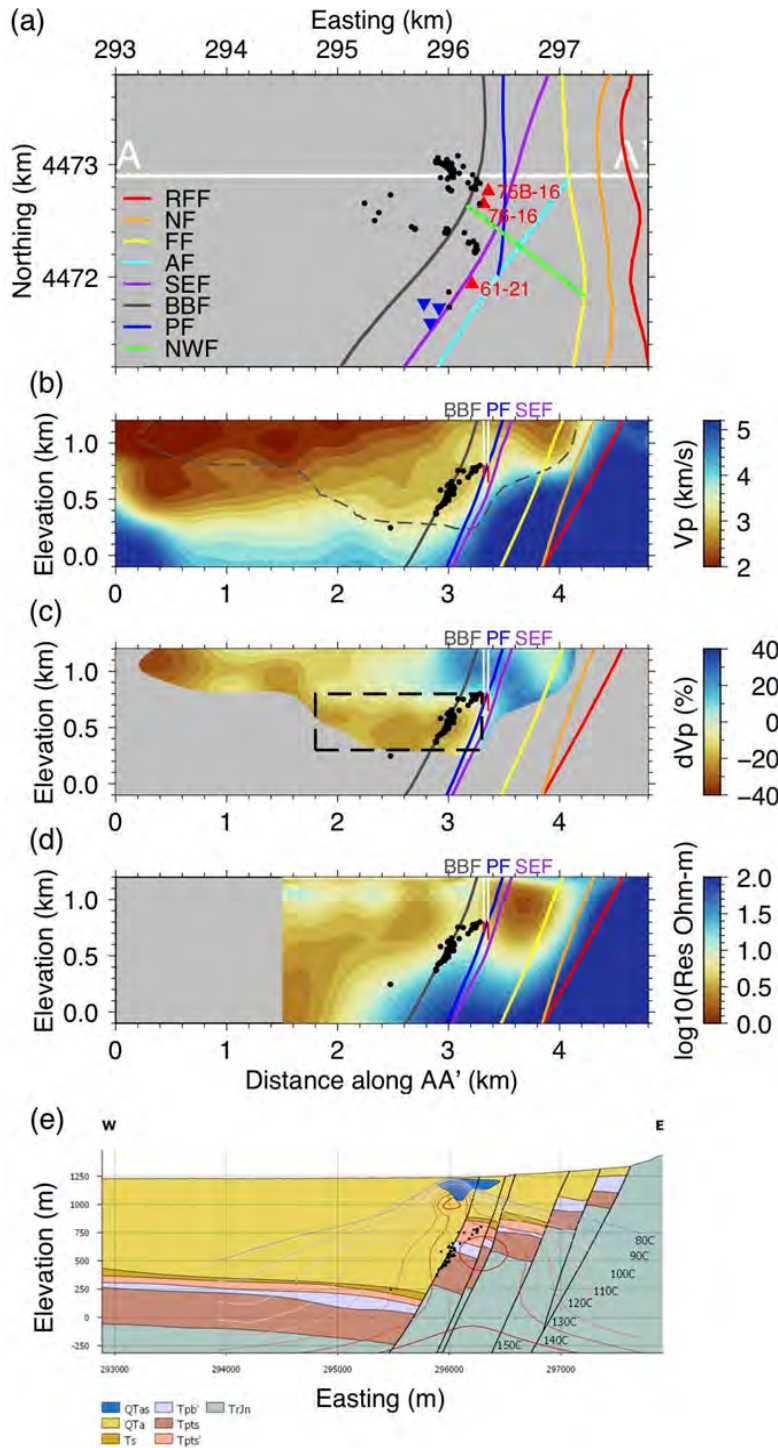 (a)
Easting (km)
293 294 295 296 297
Northing (km)
4473
4472
A A'
RFF
NF
FF
AF
SEF
BBF
PF
NWF
75B-16
76-16
61-21
(b)
BBF PF SEF
Elevation (km)
1.0
0.5
0.0
0 1 2 3 4
Vp (km/s)
5
4
3
2
(c)
BBF PF SEF
Elevation (km)
1.0
0.5
0.0
0 1 2 3 4
dVp (%)
40
20
0
−20
−40
(d)
BBF PF SEF
Elevation (km)
1.0
0.5
0.0
0 1 2 3 4
Distance along AA' (km)
log10(Res Ohm-m)
2.0
1.5
1.0
0.5
0.0
(e)
W E
Elevation (m)
1250
1000
750
500
250
0
-250
80C
90C
100C
110C
120C
130C
140C
150C
293000 294000 295000 296000 297000
Easting (m)
QTas Tpb' TrJn
QTa Tpts
Ts Tpts'